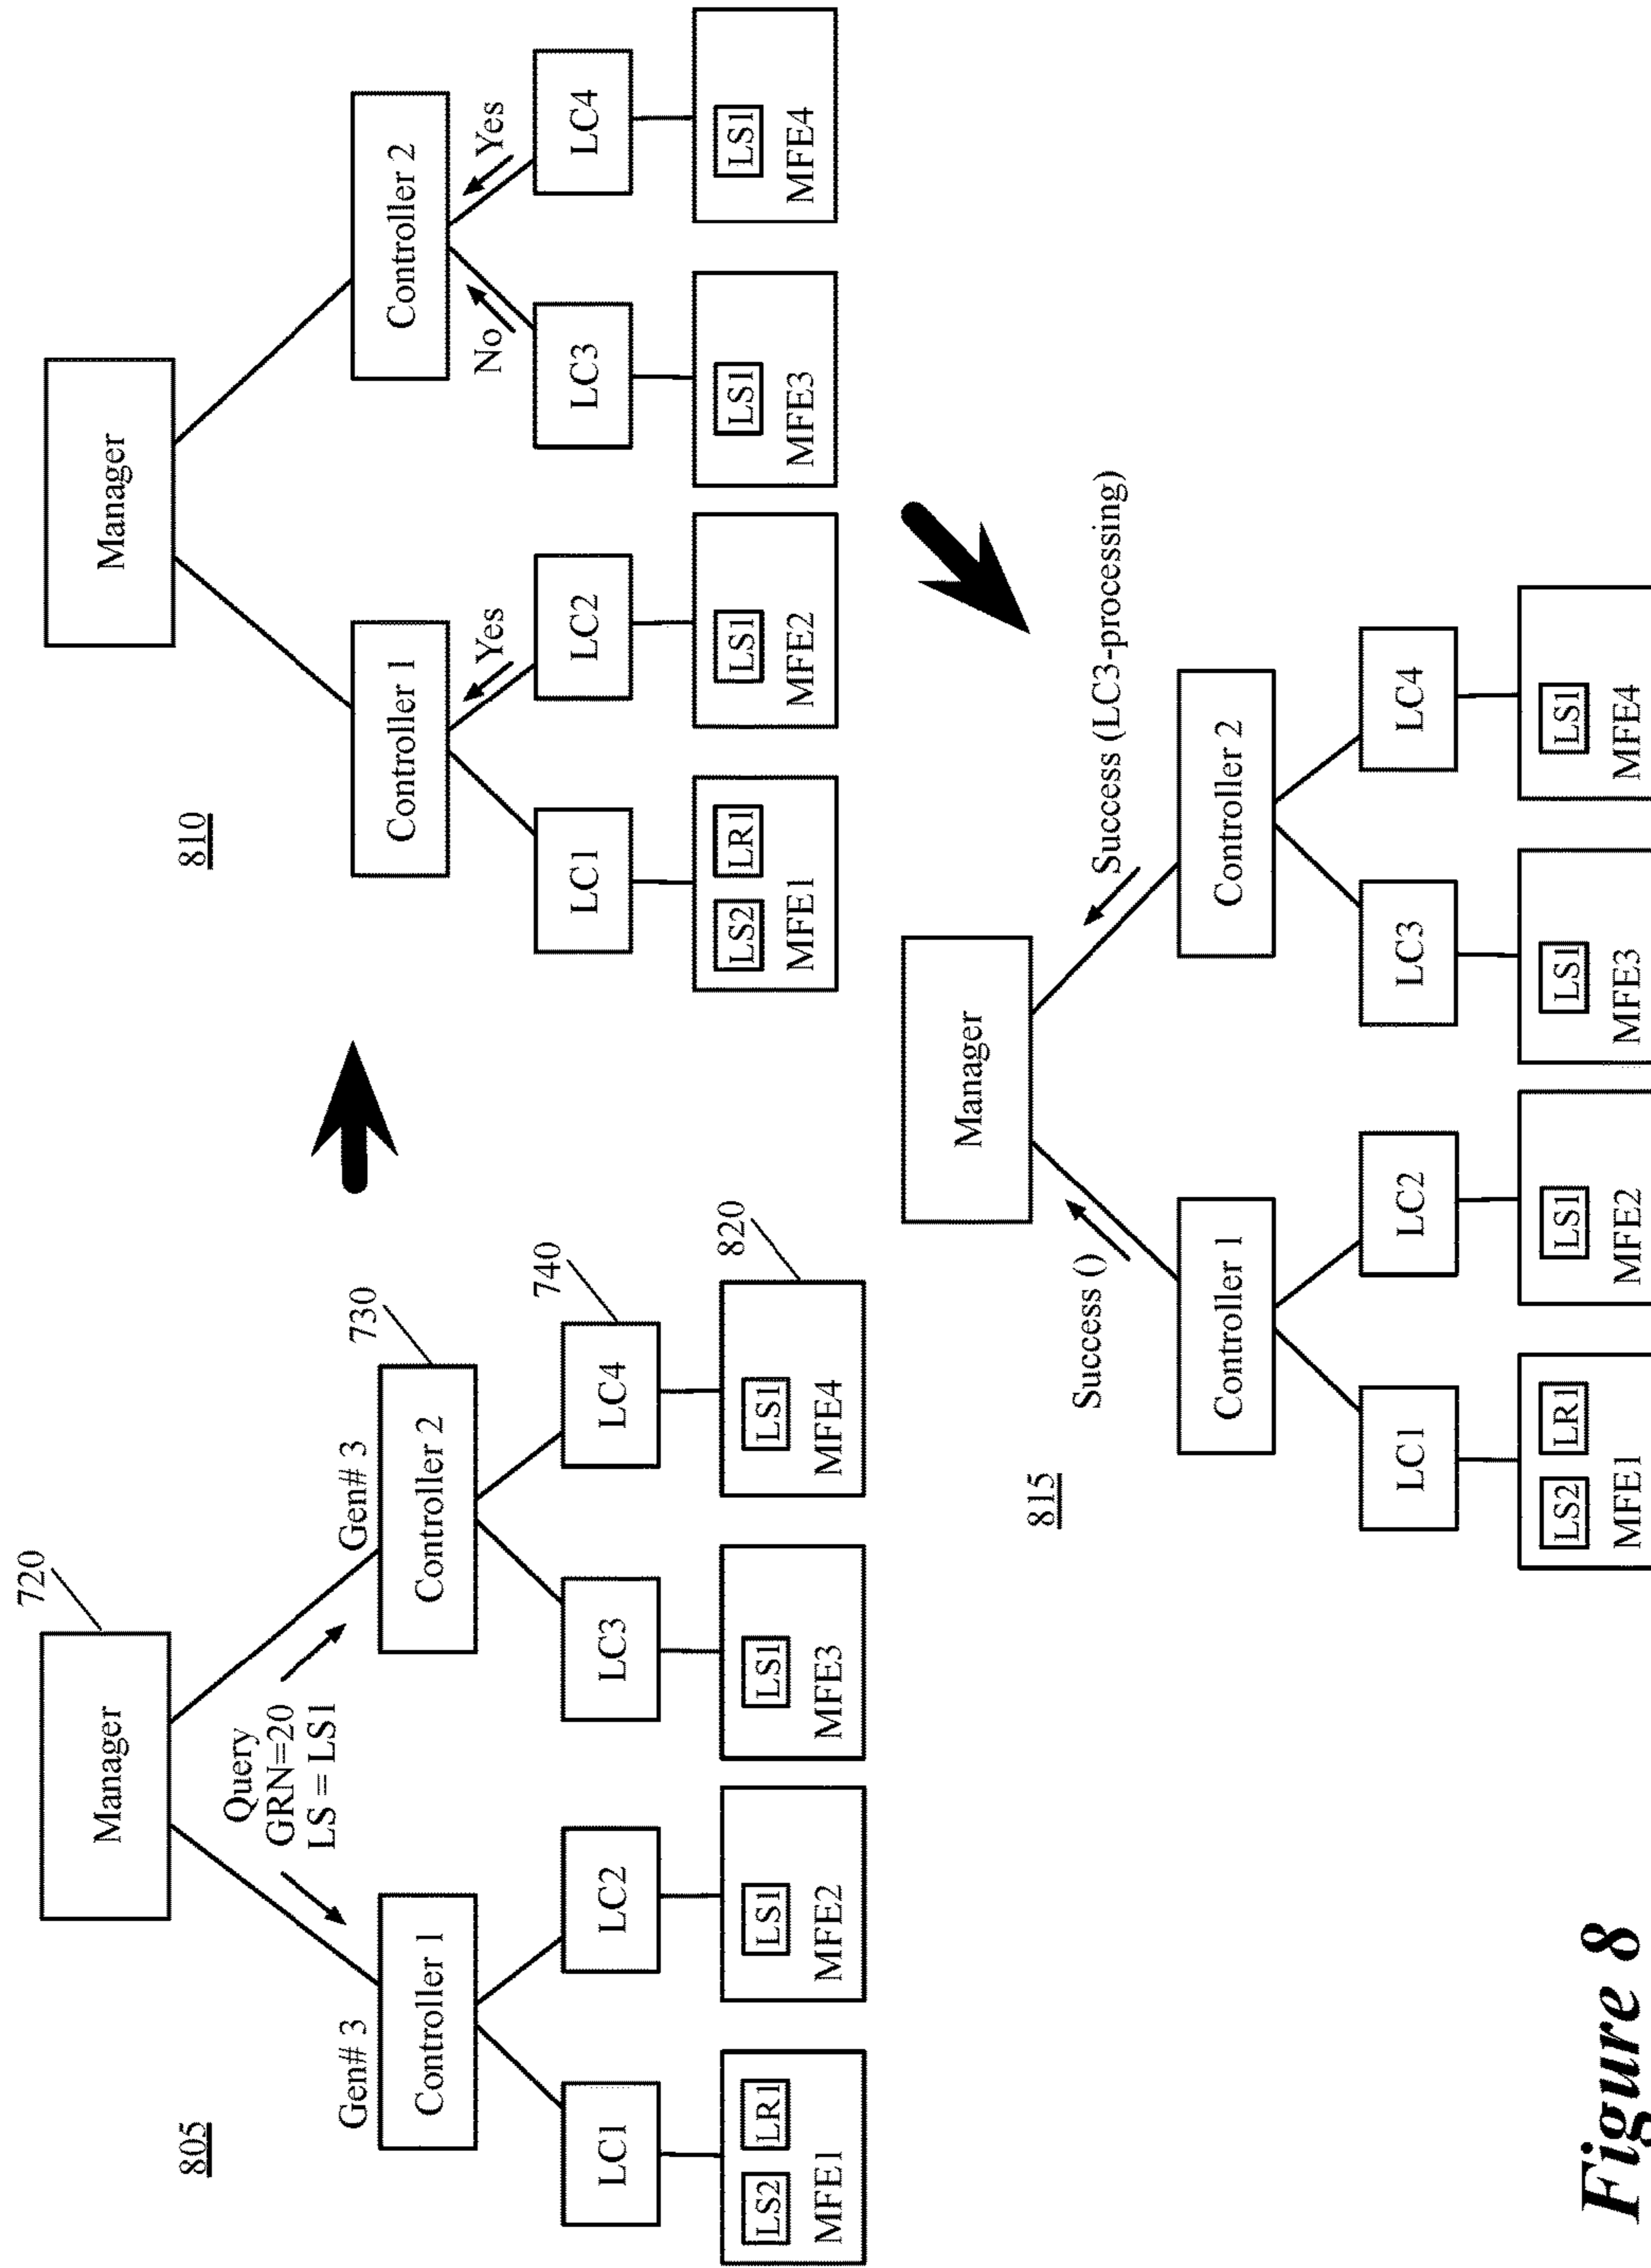 805
720
Manager
Query
GRN=20
LS = LS1
Gen# 3
Gen# 3
730
Controller 1
Controller 2
740
LC1
LC2
LC3
LC4
820
LS2
LR1
LS1
LS1
LS1
MFE1
MFE2
MFE3
MFE4
810
Manager
Controller 1
Controller 2
Yes
No
Yes
LC1
LC2
LC3
LC4
LS2
LR1
LS1
LS1
LS1
MFE1
MFE2
MFE3
MFE4
815
Manager
Success ()
Success (LC3-processing)
Controller 1
Controller 2
LC1
LC2
LC3
LC4
LS2
LR1
LS1
LS1
LS1
MFE1
MFE2
MFE3
MFE4
Figure 8